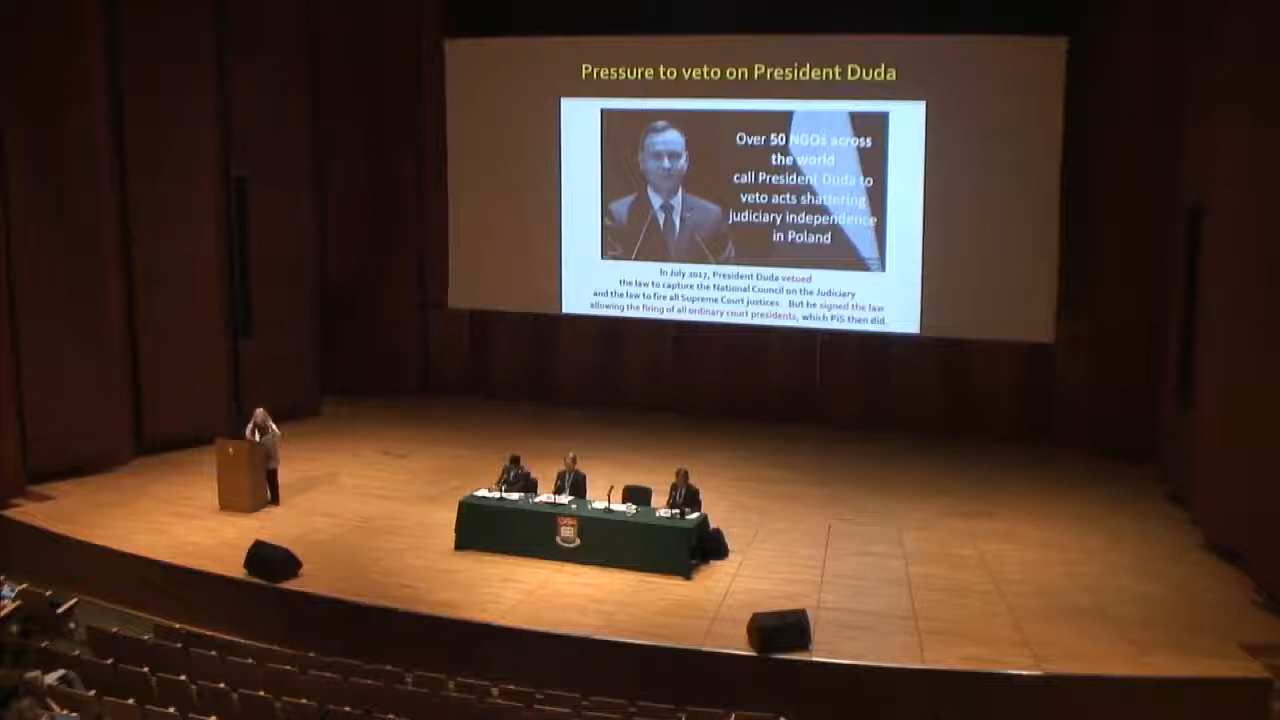 Pressure to veto on President Duda
Over 50 NGOs across
the world
call President Duda to
veto acts shattering
judiciary independence
in Poland
In July 2017, President Duda vetoed
the law to capture the National Council on the Judiciary
and the law to fire all Supreme Court justices. But he signed the law
allowing the firing of all ordinary court presidents, which PiS then did.